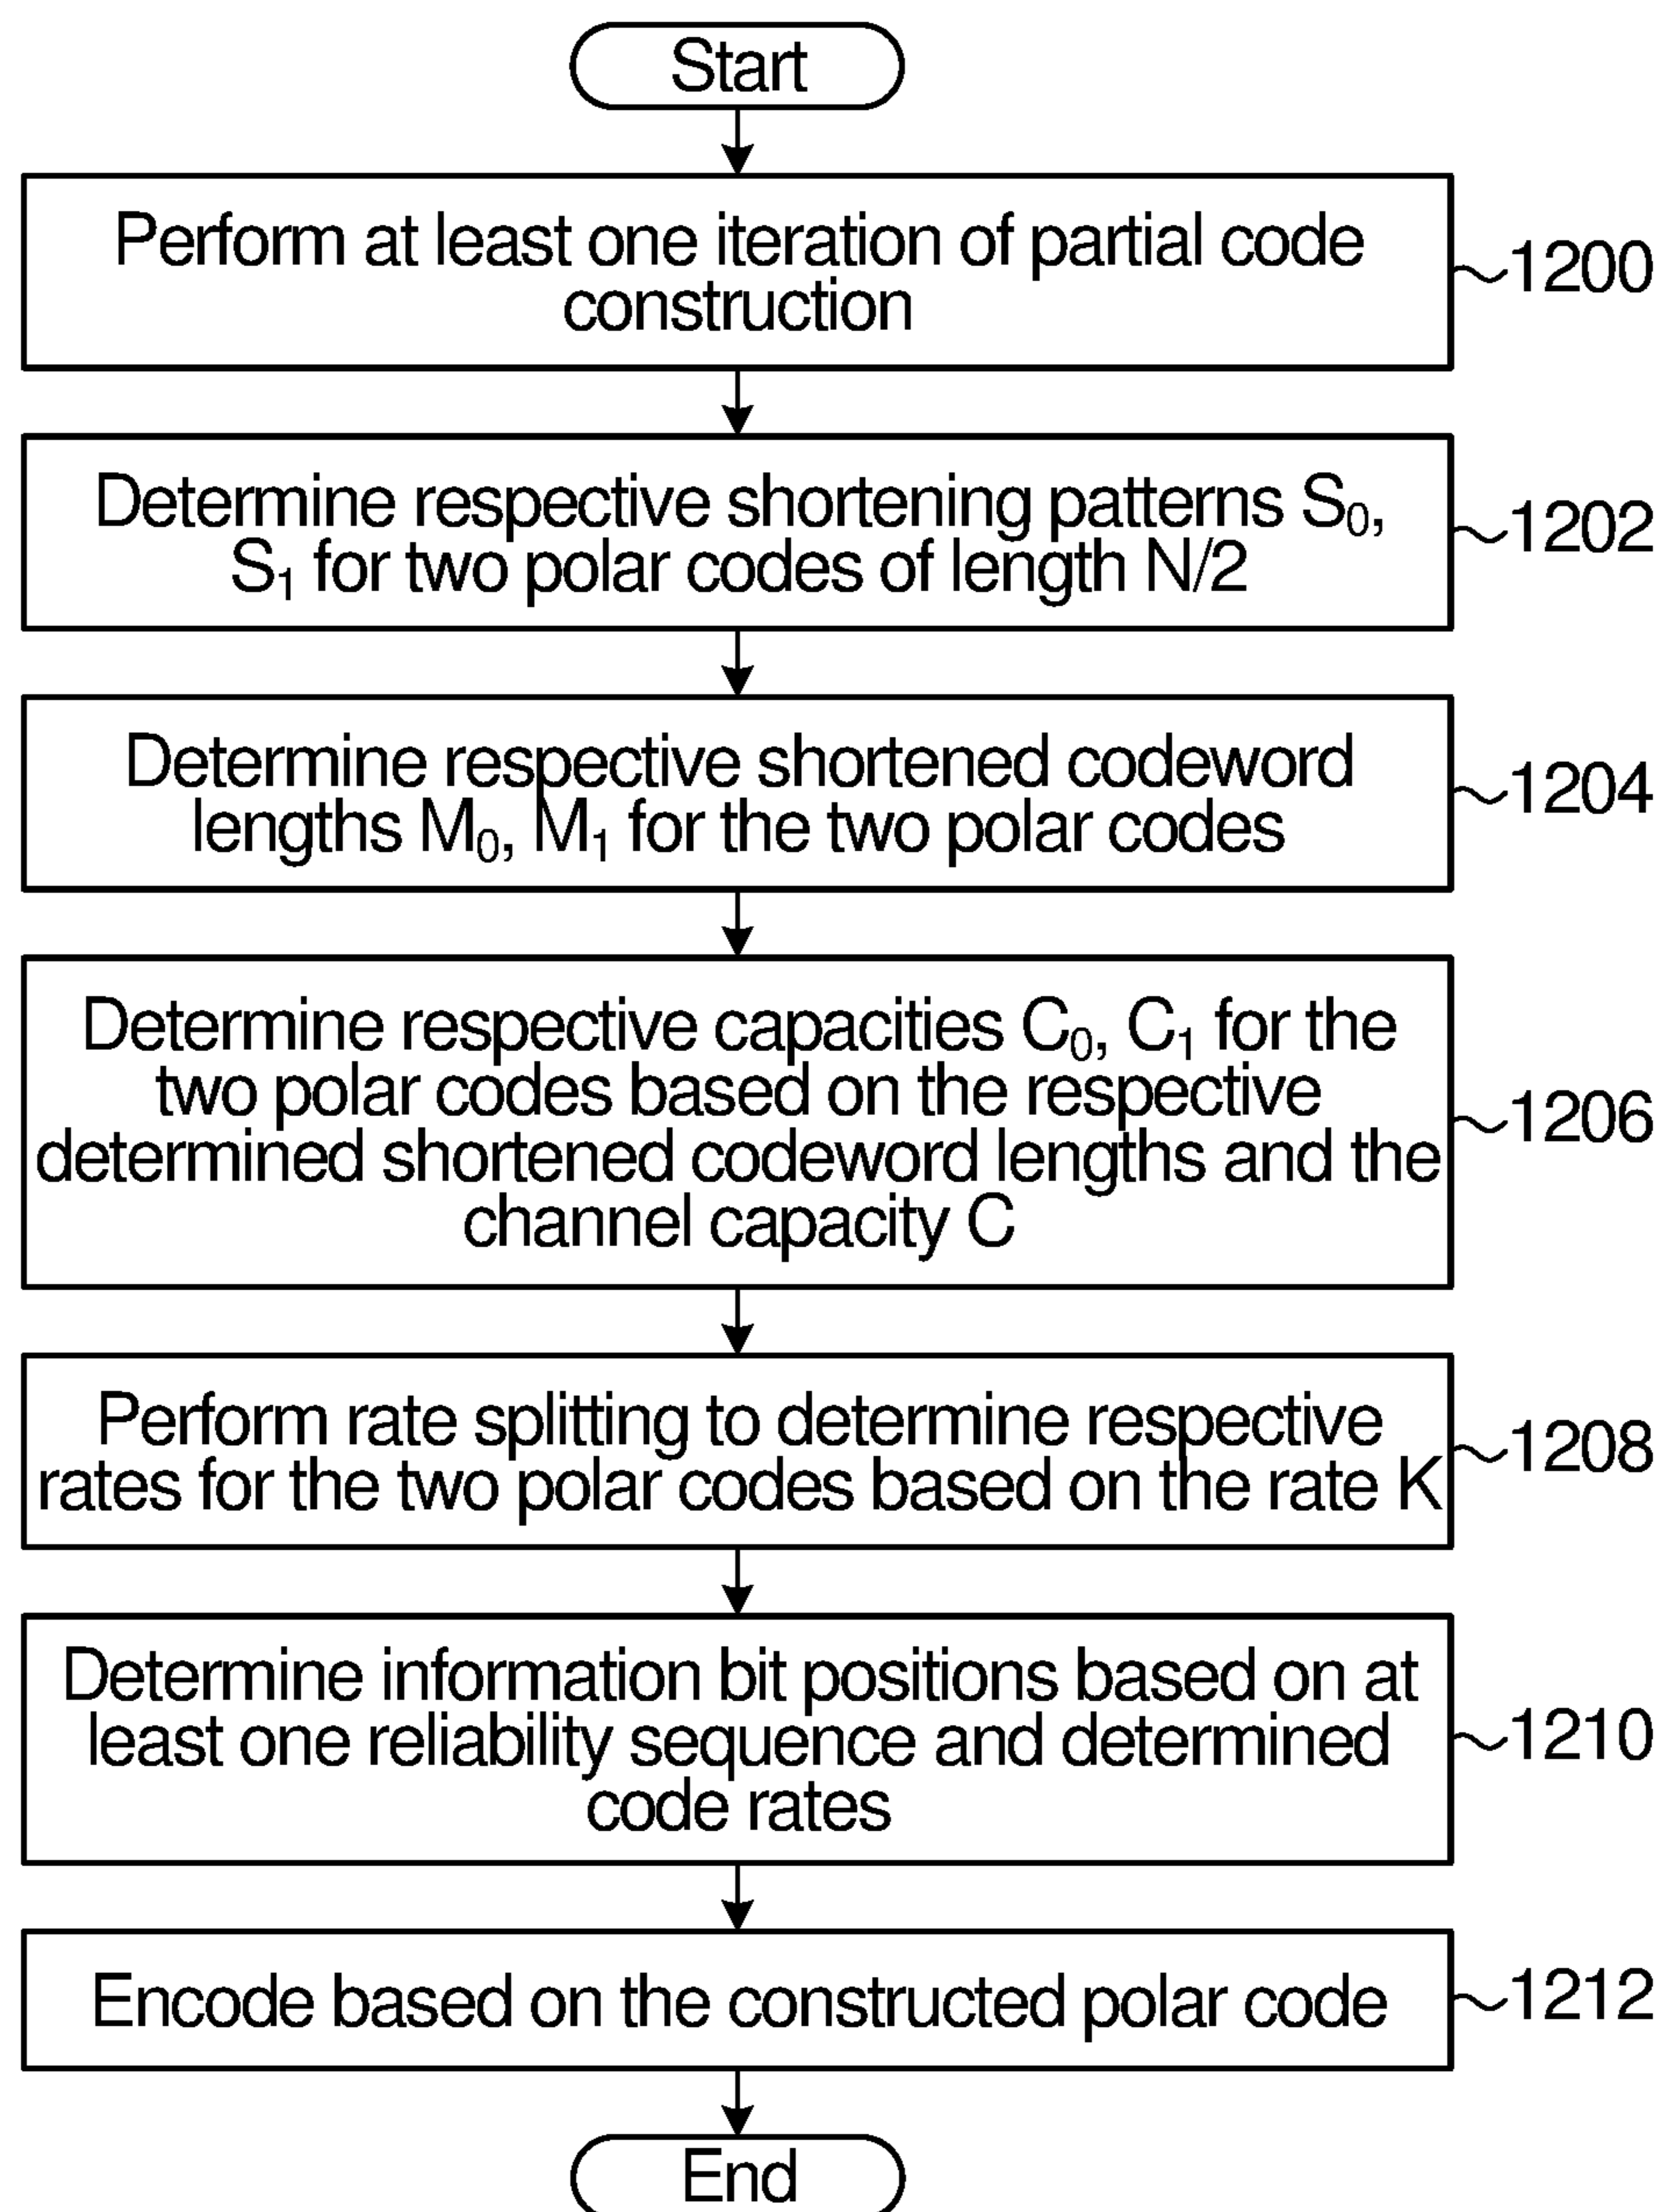 Start
Perform at least one iteration of partial code
construction
1200
Determine respective shortening patterns S₀,
S₁ for two polar codes of length N/2
1202
Determine respective shortened codeword
lengths M₀, M₁ for the two polar codes
1204
Determine respective capacities C₀, C₁ for the
two polar codes based on the respective
determined shortened codeword lengths and the
channel capacity C
1206
Perform rate splitting to determine respective
rates for the two polar codes based on the rate K
1208
Determine information bit positions based on at
least one reliability sequence and determined
code rates
1210
Encode based on the constructed polar code
1212
End